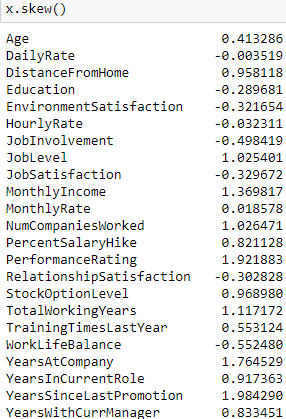 x.skew()
Age 0.413286
DailyRate -0.003519
DistanceFromHome 0.958118
Education -0.289681
EnvironmentSatisfaction -0.321654
HourlyRate -0.032311
JobInvolvement -0.498419
JobLevel 1.025401
JobSatisfaction -0.329672
MonthlyIncome 1.369817
MonthlyRate 0.018578
NumCompaniesWorked 1.026471
PercentSalaryHike 0.821128
PerformanceRating 1.921883
RelationshipSatisfaction -0.302828
StockOptionLevel 0.968980
TotalWorkingYears 1.117172
TrainingTimesLastYear 0.553124
WorkLifeBalance -0.552480
YearsAtCompany 1.764529
YearsInCurrentRole 0.917363
YearsSinceLastPromotion 1.984290
YearsWithCurrManager 0.833451